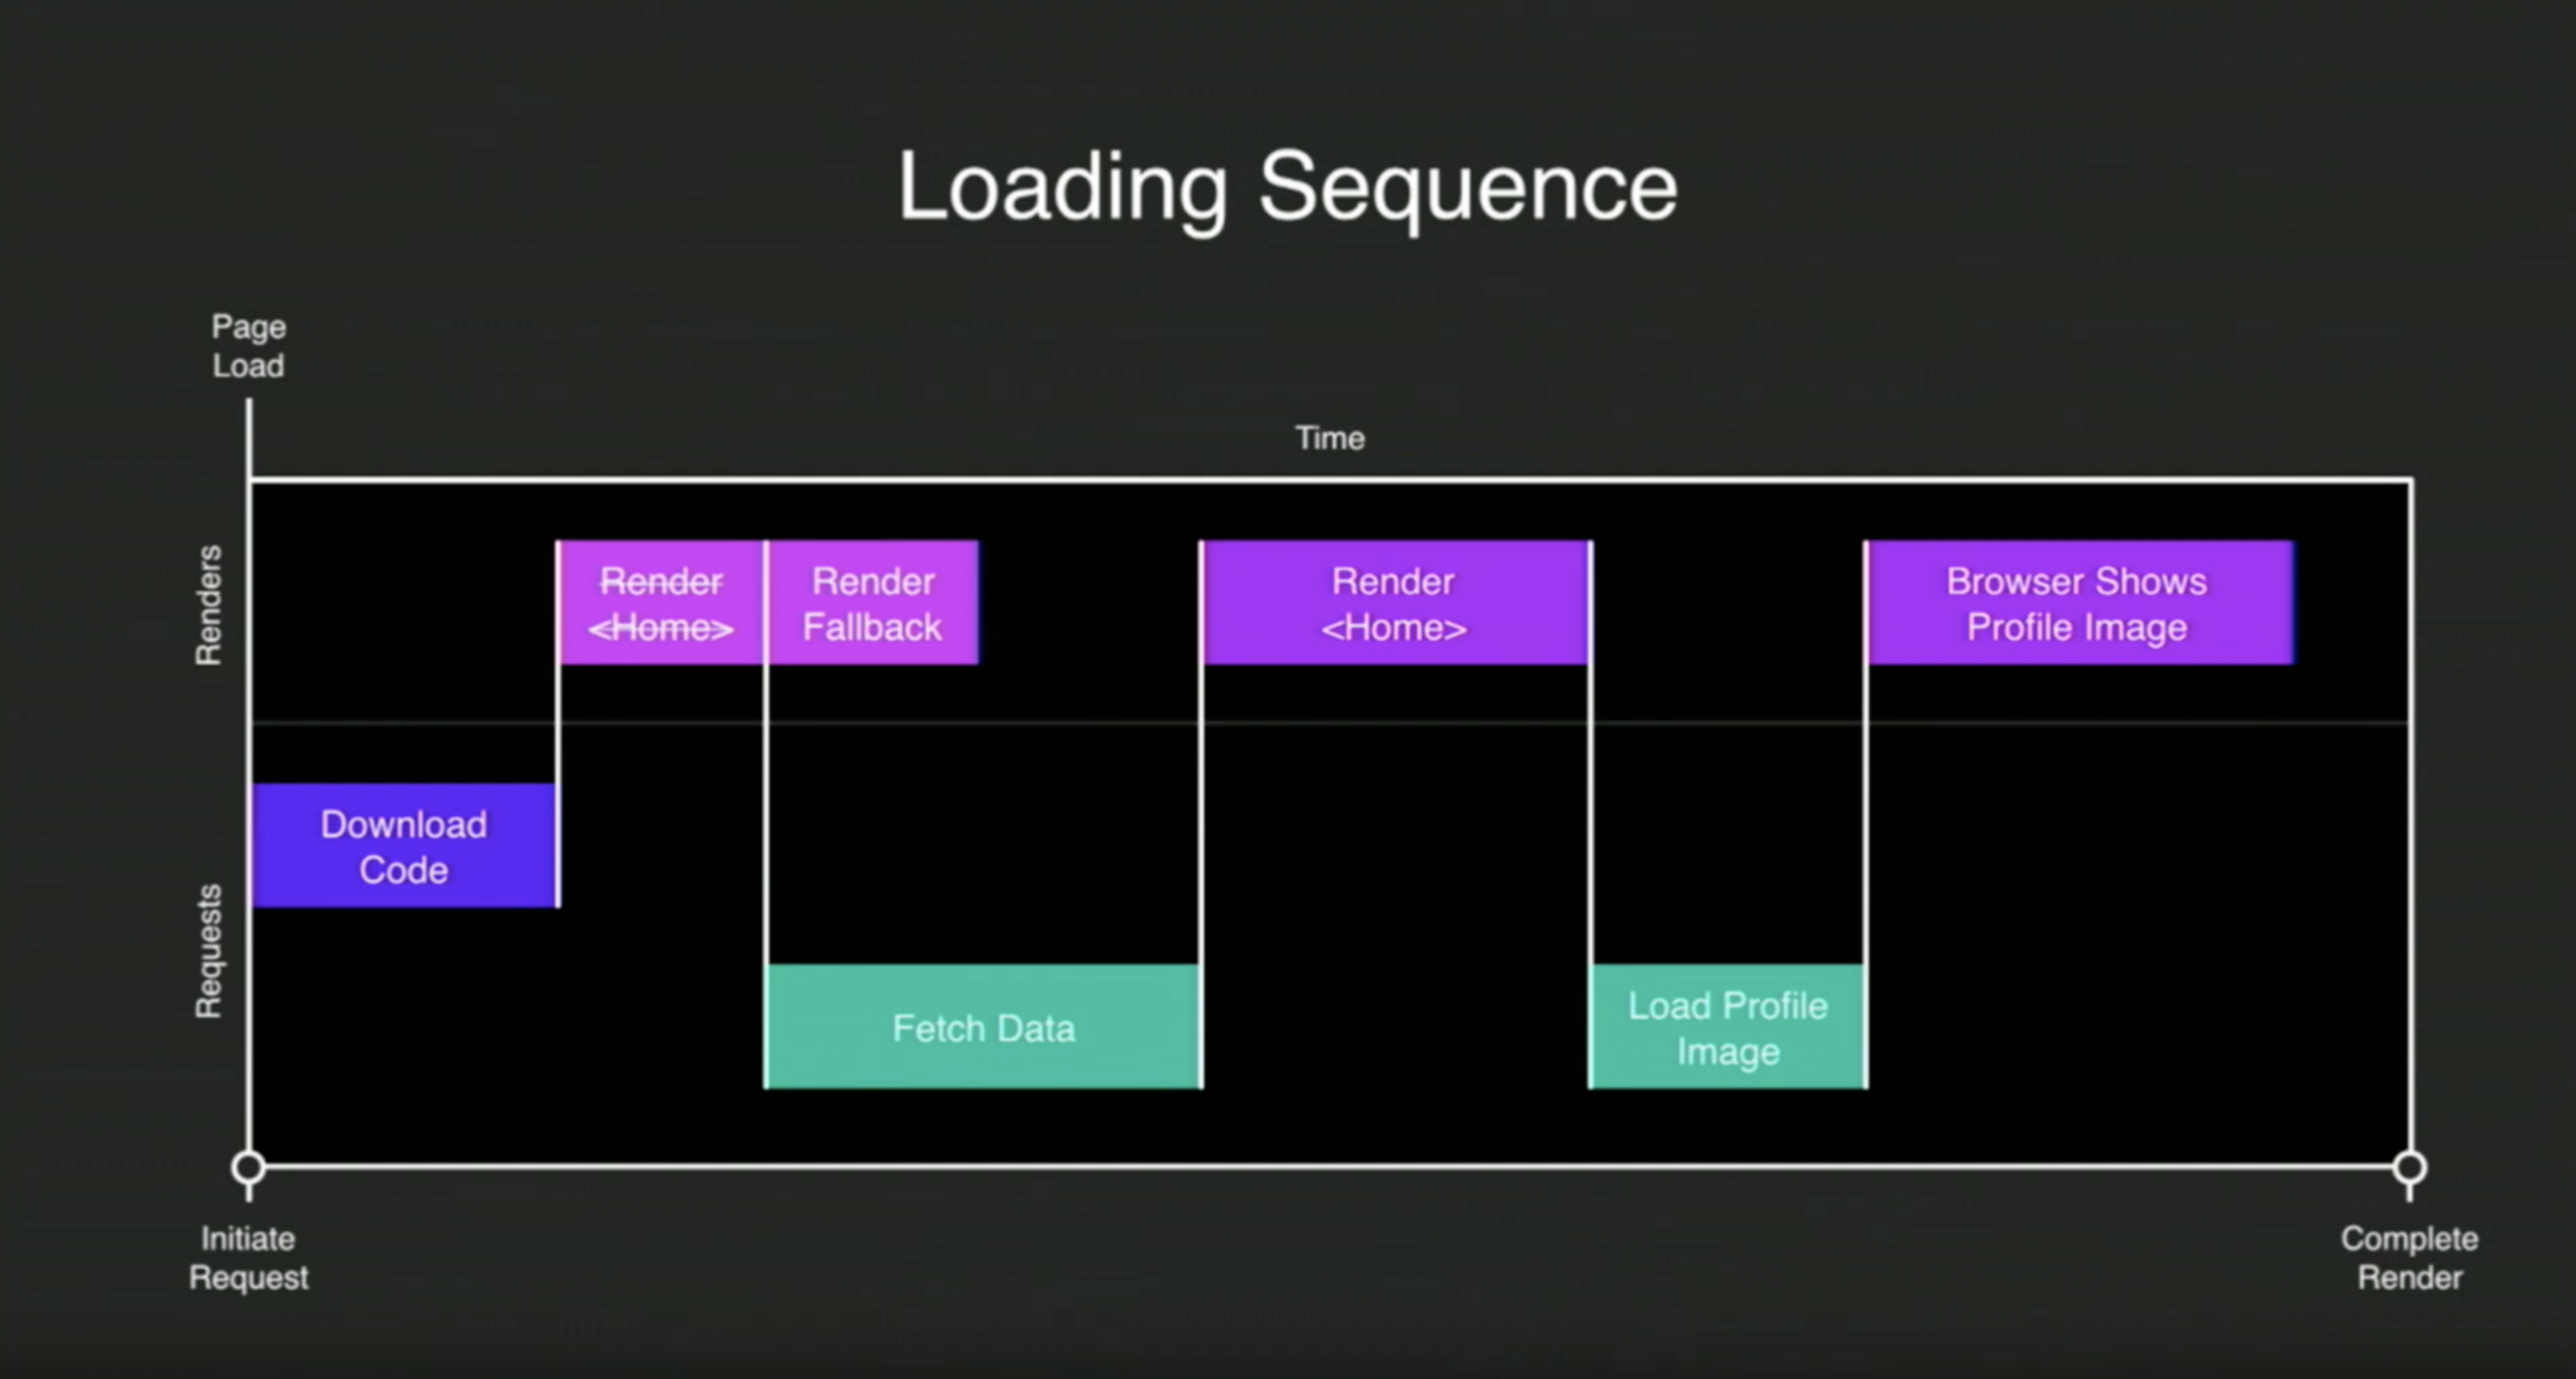 Loading Sequence
Page
Load
Time
Renders
Render
<Home>
Render
Fallback
Render
<Home>
Browser Shows
Profile Image
Requests
Download
Code
Fetch Data
Load Profile
Image
Initiate
Request
Complete
Render